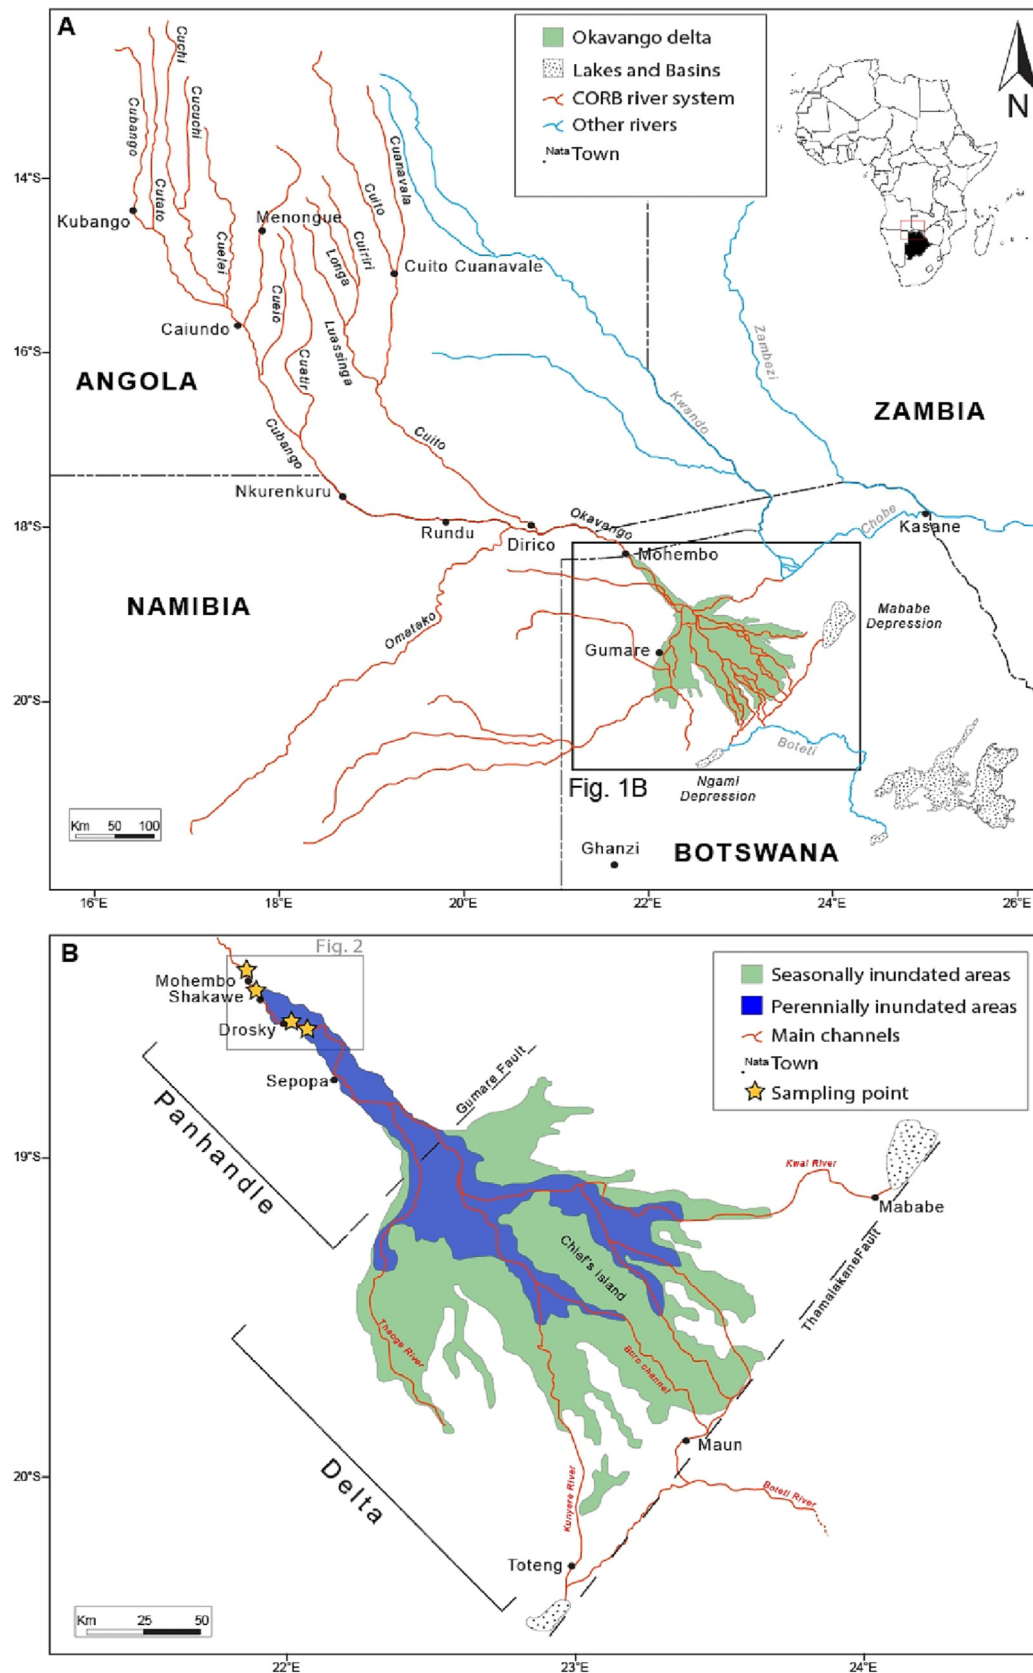 A
Okavango delta
Lakes and Basins
CORB river system
Other rivers
Nata Town
N
14°S
16°S
18°S
20°S
Cubango
Cuchi
Cutato
Cucuchi
Cuelei
Kubango
Menongue
Cuito
Cuanavala
Cuiriri
Longa
Cuito Cuanavale
Caiundo
Cueio
Cuatir
Luassinga
ANGOLA
Zambezi
Kwando
ZAMBIA
Cubango
Cuito
Nkurenkuru
Rundu
Dirico
Okavango
Mohembo
Chobe
Kasane
NAMIBIA
Omatako
Gumare
Mababe
Depression
Boteti
Ngami
Depression
Fig. 1B
Km 50 100
Ghanzi
BOTSWANA
16°E
18°E
20°E
22°E
24°E
26°E
B
Fig. 2
Mohembo
Shakawe
Drosky
Sepopa
Seasonally inundated areas
Perennially inundated areas
Main channels
Nata Town
Sampling point
Gumare Fault
Panhandle
19°S
Kwai River
Mababe
Chief's Island
Thamalakane Fault
Thaoge River
Boro channel
Maun
20°S
Delta
Kunyere River
Boteti River
Toteng
Km 25 50
22°E
23°E
24°E